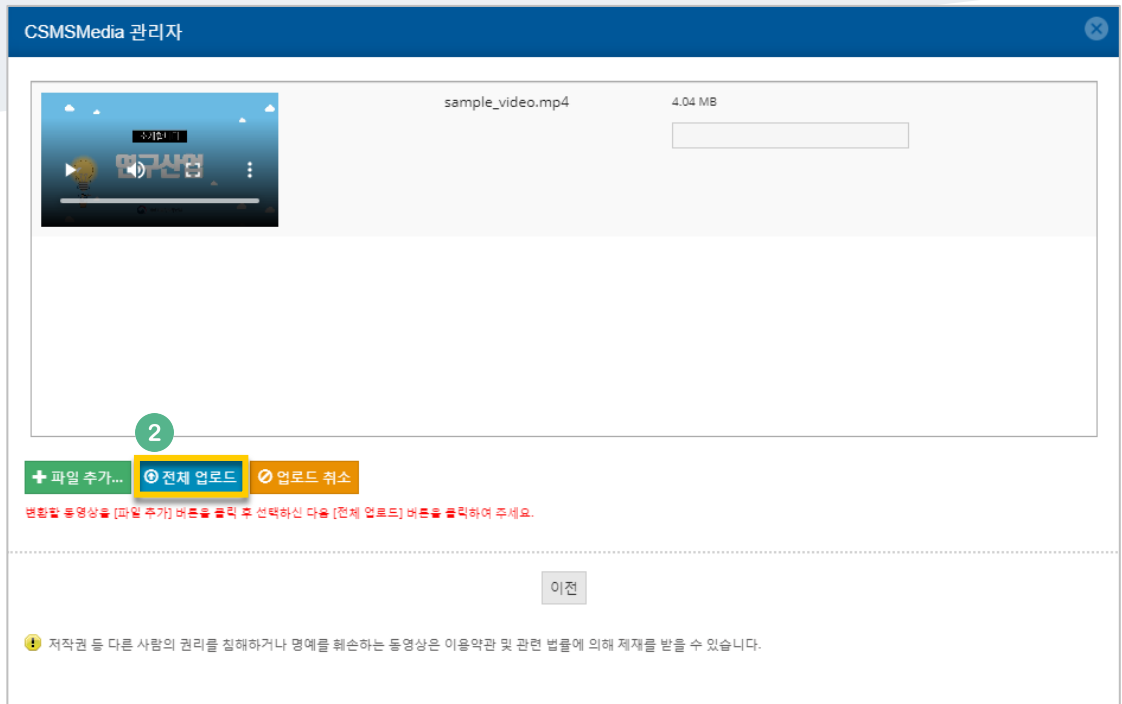 CSMSMedia 관리자
sample_video.mp4
4.04 MB
연구산업
2
파일 추가...
전체 업로드
업로드 취소
변환할 동영상을 [파일 추가] 버튼을 클릭 후 선택하신 다음 [전체 업로드] 버튼을 클릭하여 주세요.
이전
저작권 등 다른 사람의 권리를 침해하거나 명예를 훼손하는 동영상은 이용약관 및 관련 법률에 의해 제재를 받을 수 있습니다.